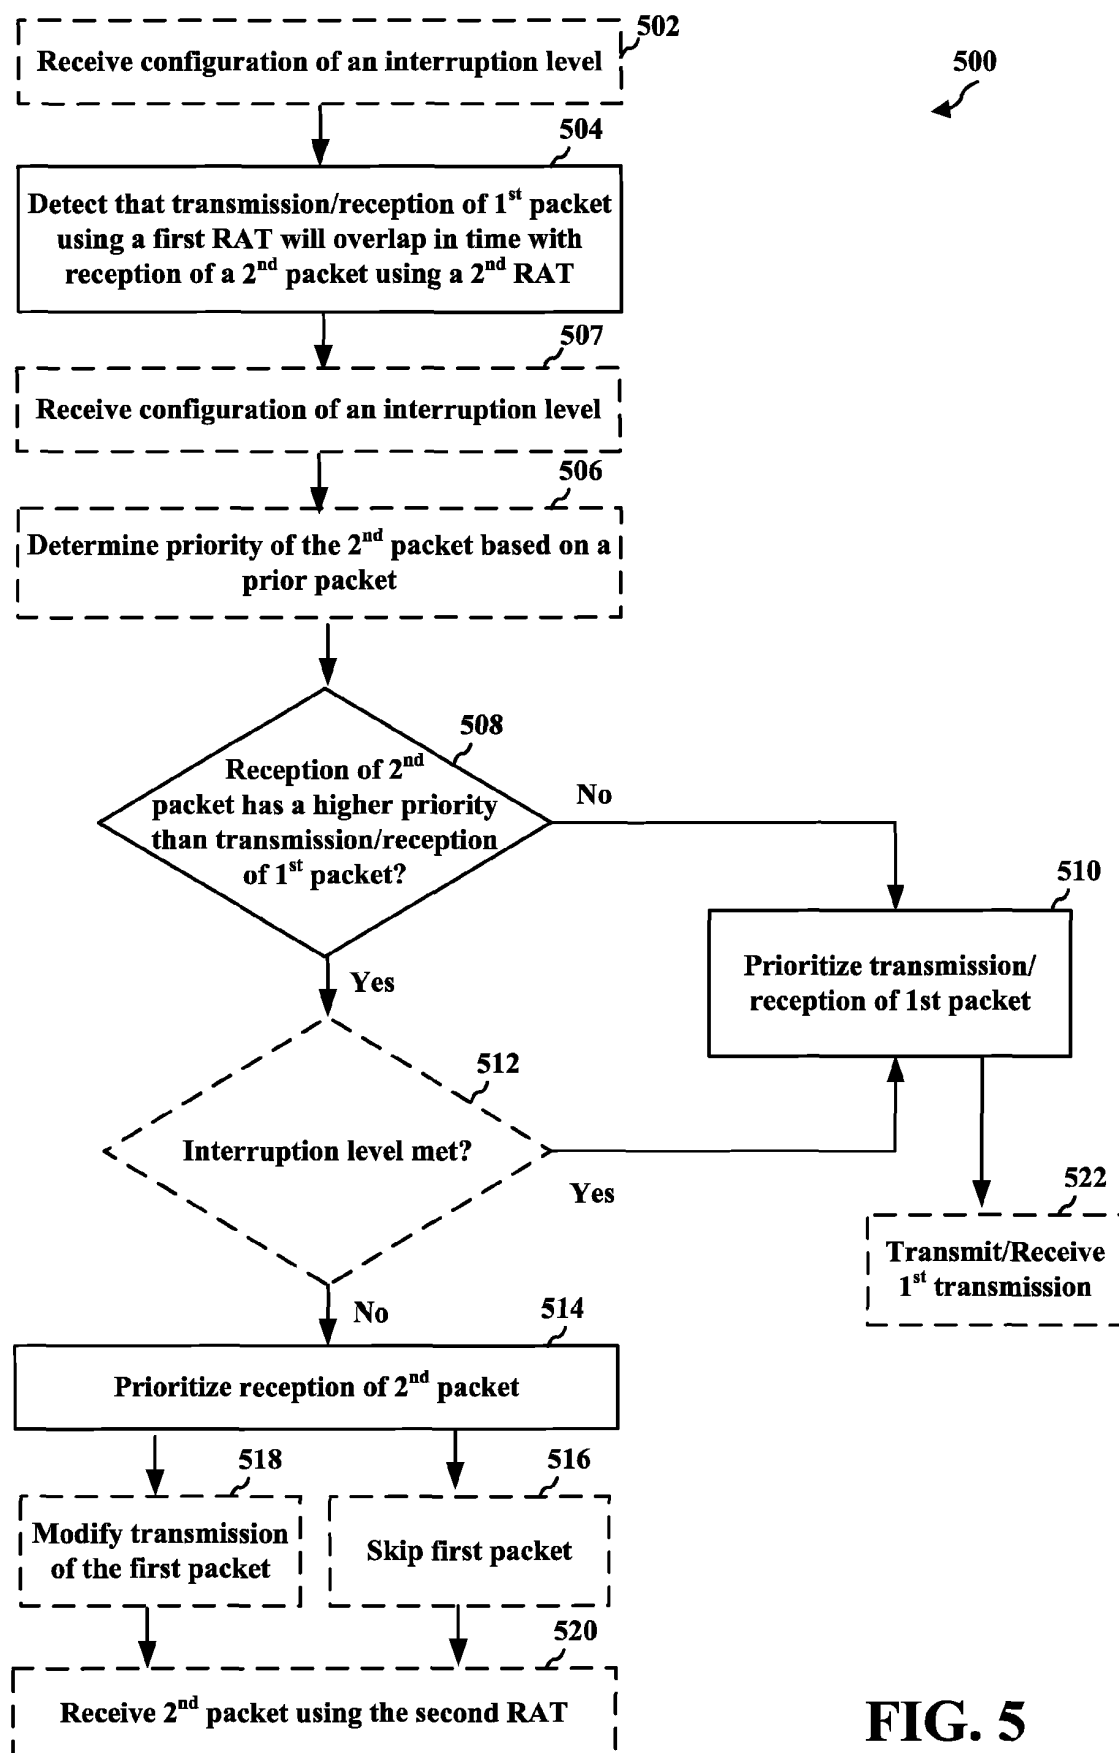 502
Receive configuration of an interruption level
500
504
Detect that transmission/reception of 1st packet
using a first RAT will overlap in time with
reception of a 2nd packet using a 2nd RAT
507
Receive configuration of an interruption level
506
Determine priority of the 2nd packet based on a
prior packet
508
Reception of 2nd
packet has a higher priority
than transmission/reception
of 1st packet?
No
510
Prioritize transmission/
reception of 1st packet
Yes
512
Interruption level met?
Yes
522
Transmit/Receive
1st transmission
No
514
Prioritize reception of 2nd packet
518
Modify transmission
of the first packet
516
Skip first packet
520
Receive 2nd packet using the second RAT
FIG. 5